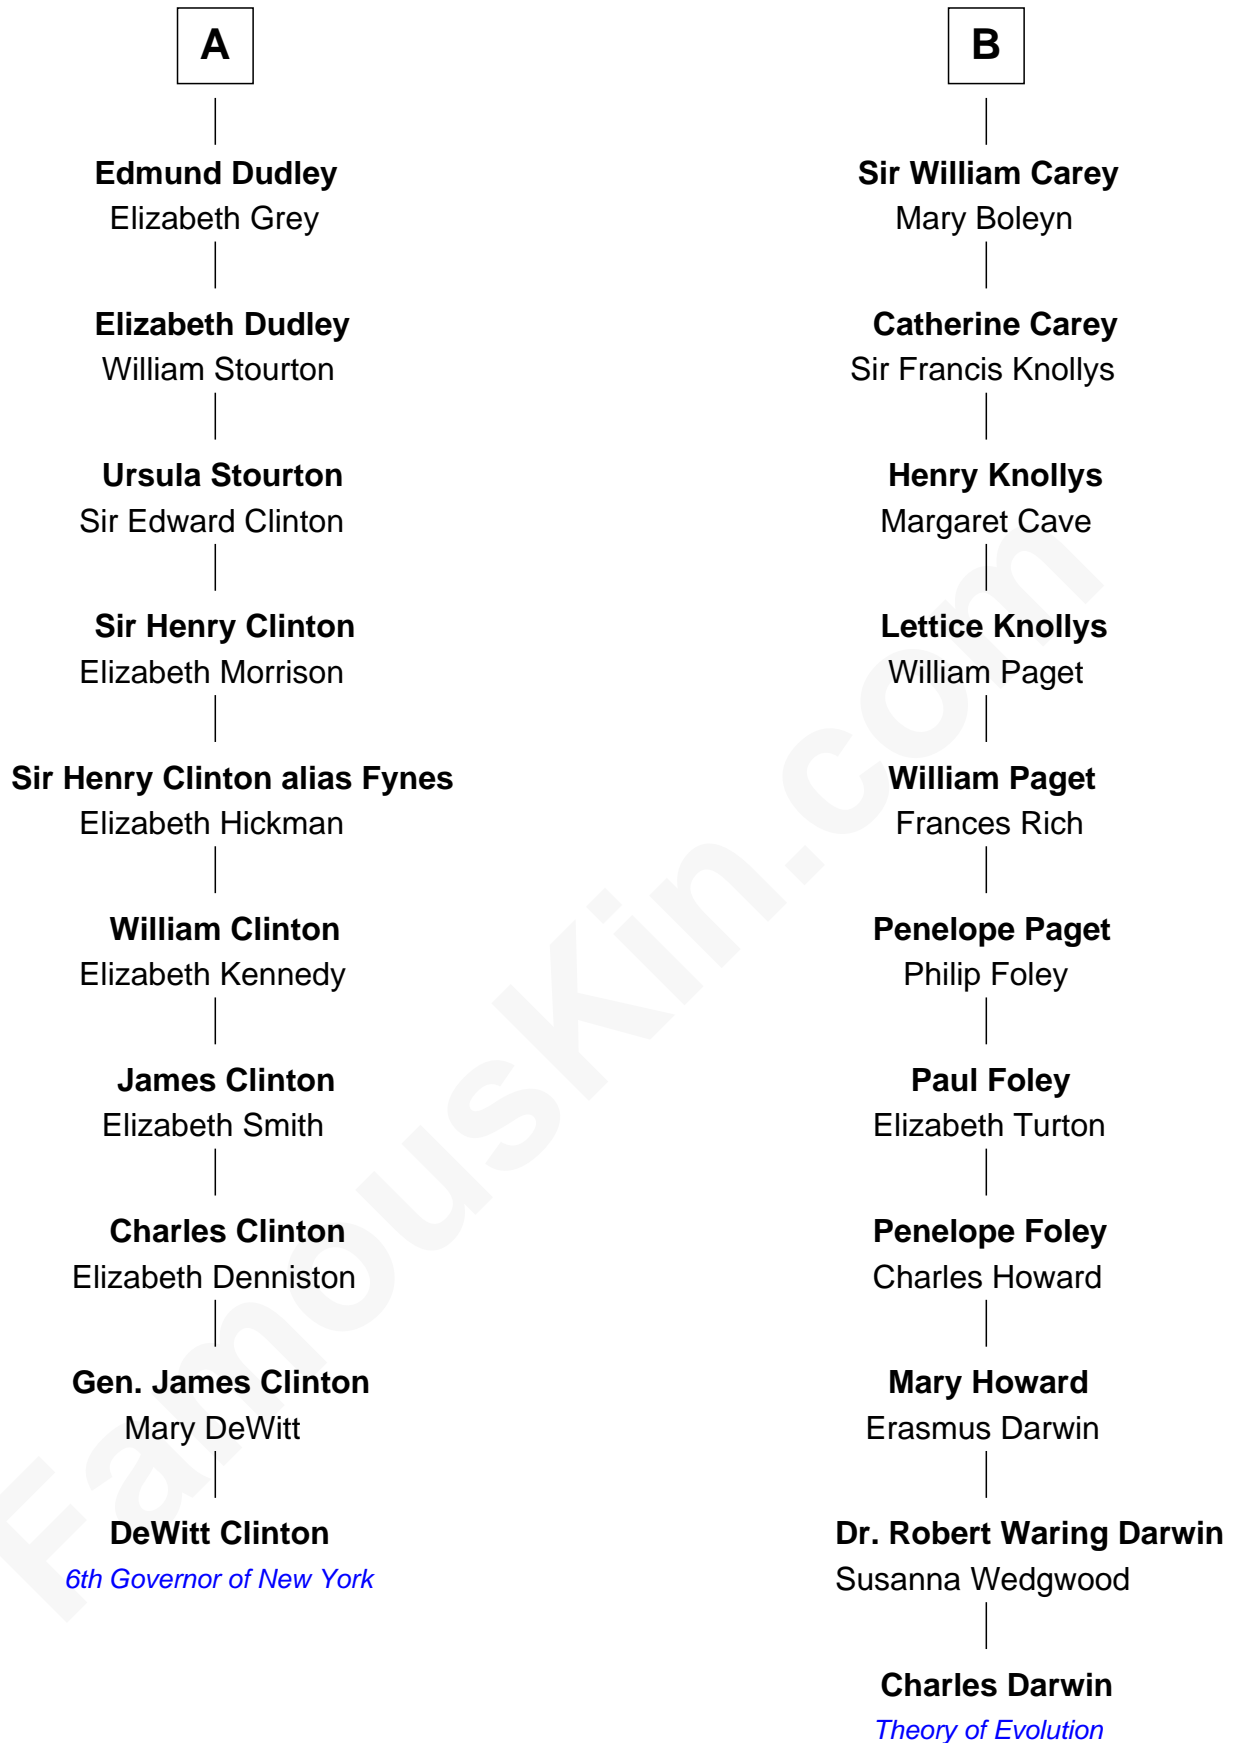 A
Edmund Dudley
Elizabeth Grey
Elizabeth Dudley
William Stourton
Ursula Stourton
Sir Edward Clinton
Sir Henry Clinton
Elizabeth Morrison
Sir Henry Clinton alias Fynes
Elizabeth Hickman
William Clinton
Elizabeth Kennedy
James Clinton
Elizabeth Smith
Charles Clinton
Elizabeth Denniston
Gen. James Clinton
Mary DeWitt
DeWitt Clinton
6th Governor of New York
B
Sir William Carey
Mary Boleyn
Catherine Carey
Sir Francis Knollys
Henry Knollys
Margaret Cave
Lettice Knollys
William Paget
William Paget
Frances Rich
Penelope Paget
Philip Foley
Paul Foley
Elizabeth Turton
Penelope Foley
Charles Howard
Mary Howard
Erasmus Darwin
Dr. Robert Waring Darwin
Susanna Wedgwood
Charles Darwin
Theory of Evolution
FamousKin.com